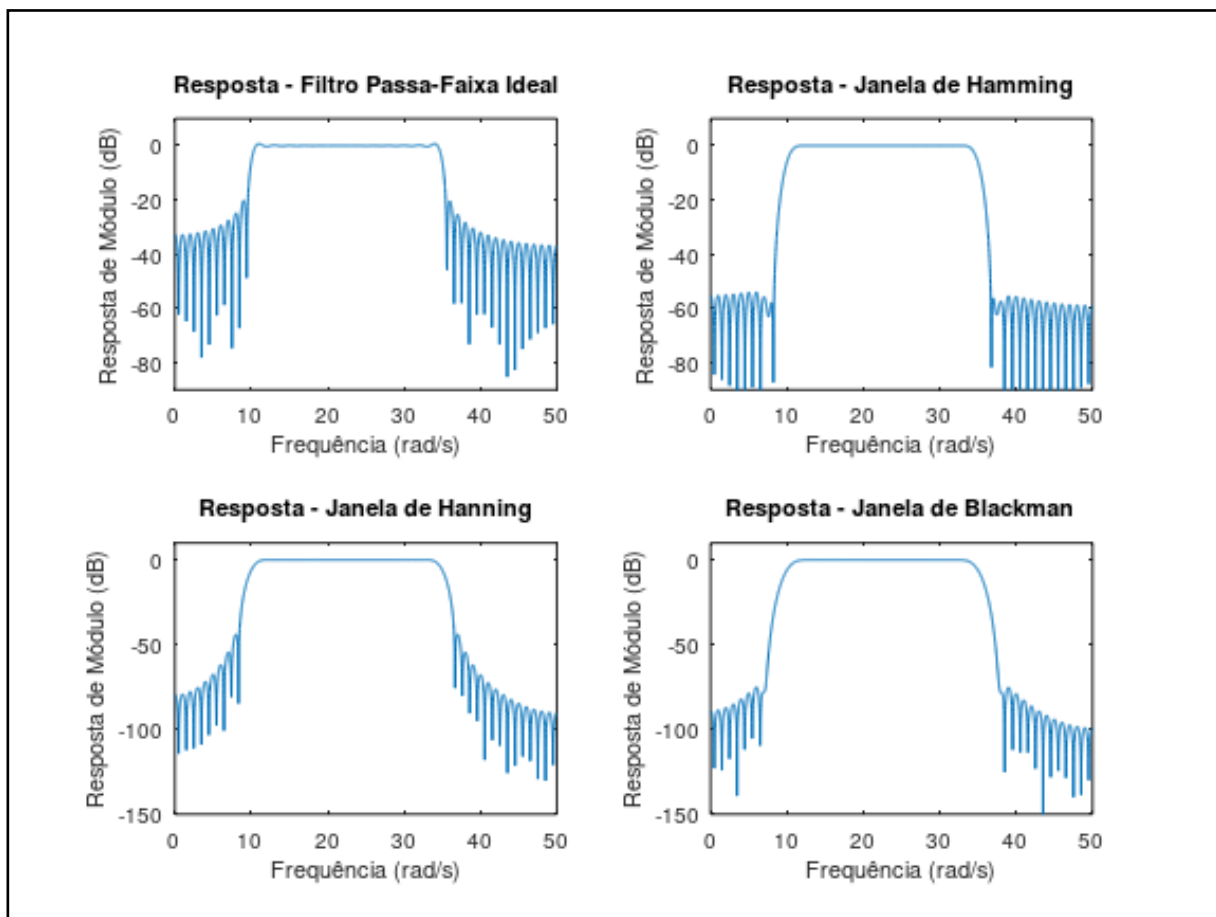 Resposta - Filtro Passa-Faixa Ideal
Resposta de Módulo (dB)
0
-20
-40
-60
-80
0 10 20 30 40 50
Frequência (rad/s)
Resposta - Janela de Hamming
Resposta de Módulo (dB)
0
-20
-40
-60
-80
0 10 20 30 40 50
Frequência (rad/s)
Resposta - Janela de Hanning
Resposta de Módulo (dB)
0
-50
-100
-150
0 10 20 30 40 50
Frequência (rad/s)
Resposta - Janela de Blackman
Resposta de Módulo (dB)
0
-50
-100
-150
0 10 20 30 40 50
Frequência (rad/s)